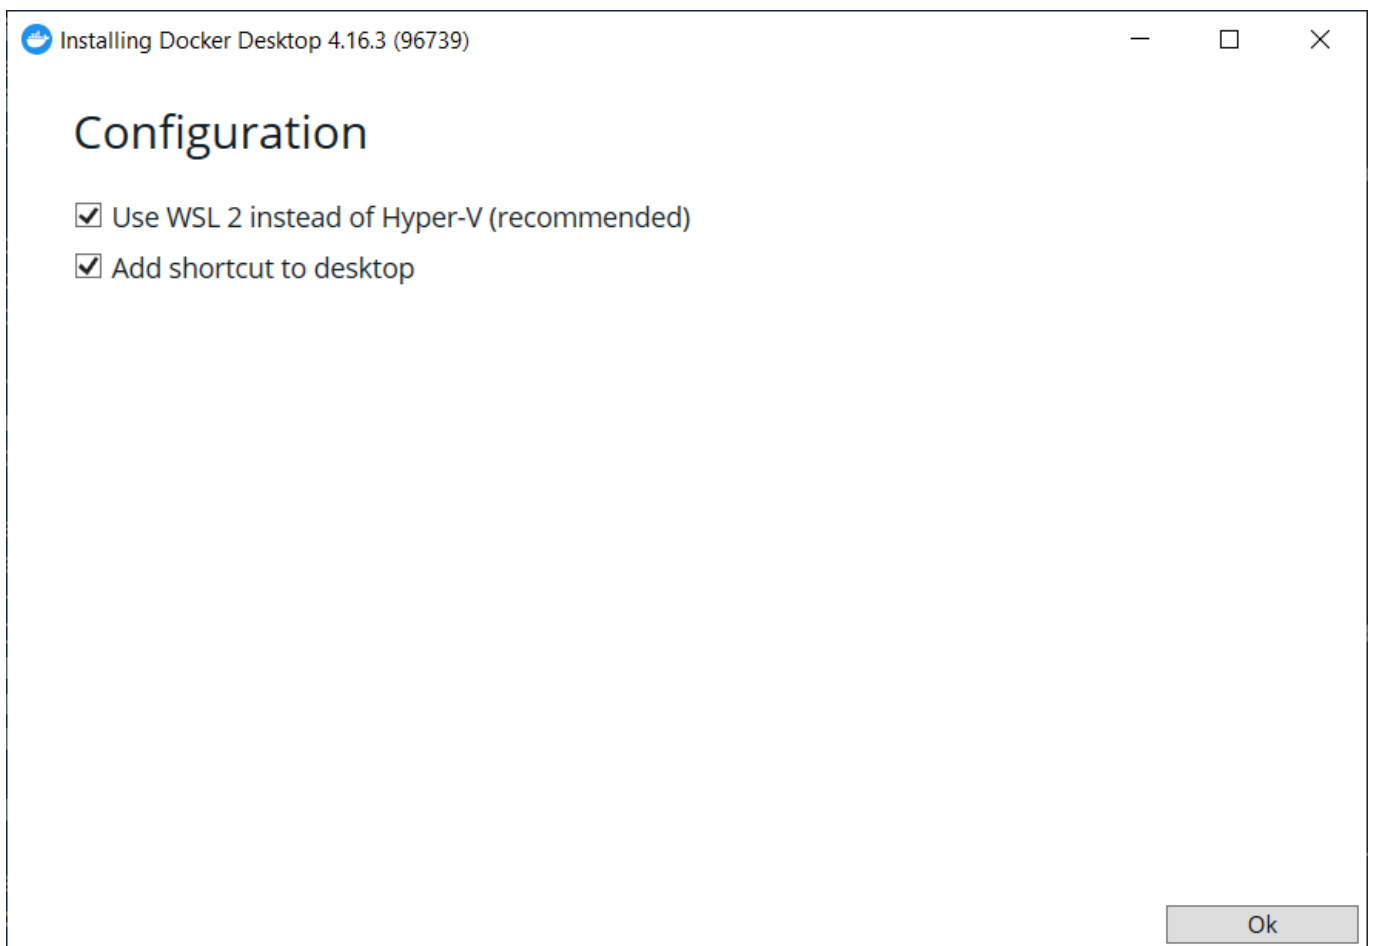 Installing Docker Desktop 4.16.3 (96739)
Configuration
Use WSL 2 instead of Hyper-V (recommended)
Add shortcut to desktop
Ok